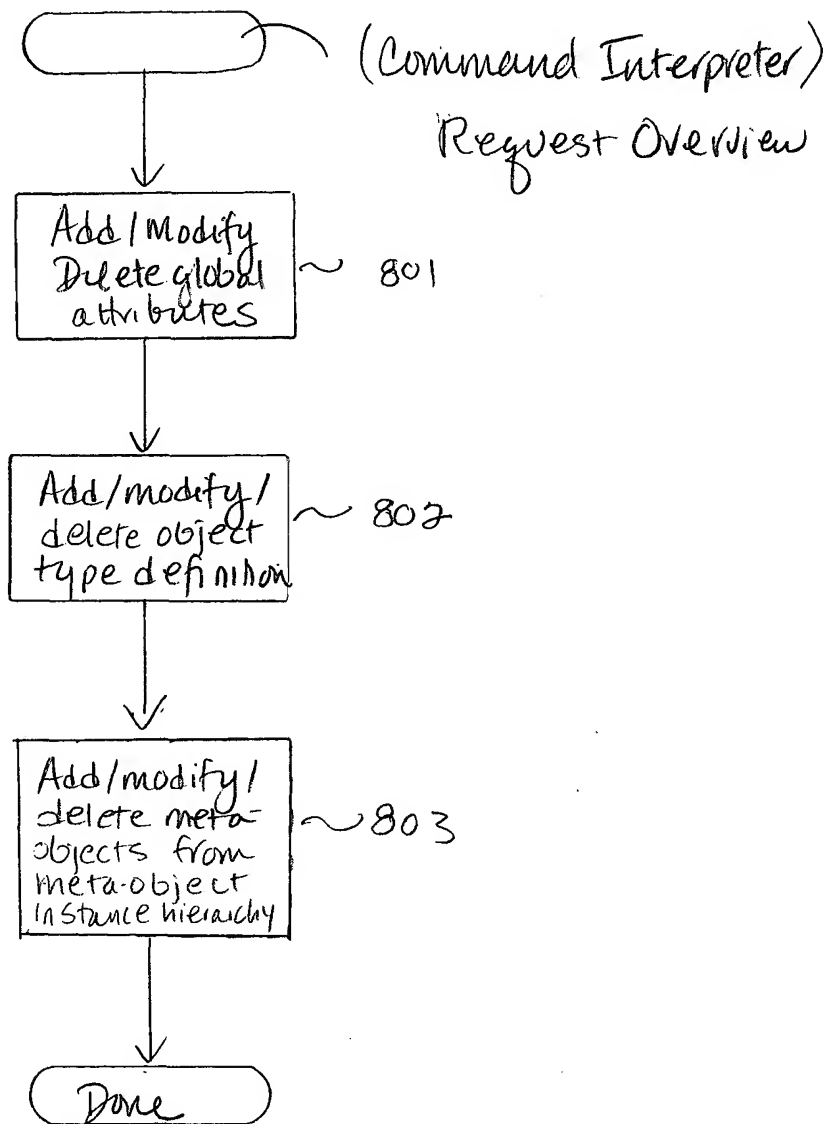 (Command Interpreter)
Request Overview
Add/Modify
Delete global
attributes
801
Add/modify/
delete object
type definition
802
Add/modify/
delete meta-
objects from
meta-object
instance hierarchy
803
Done